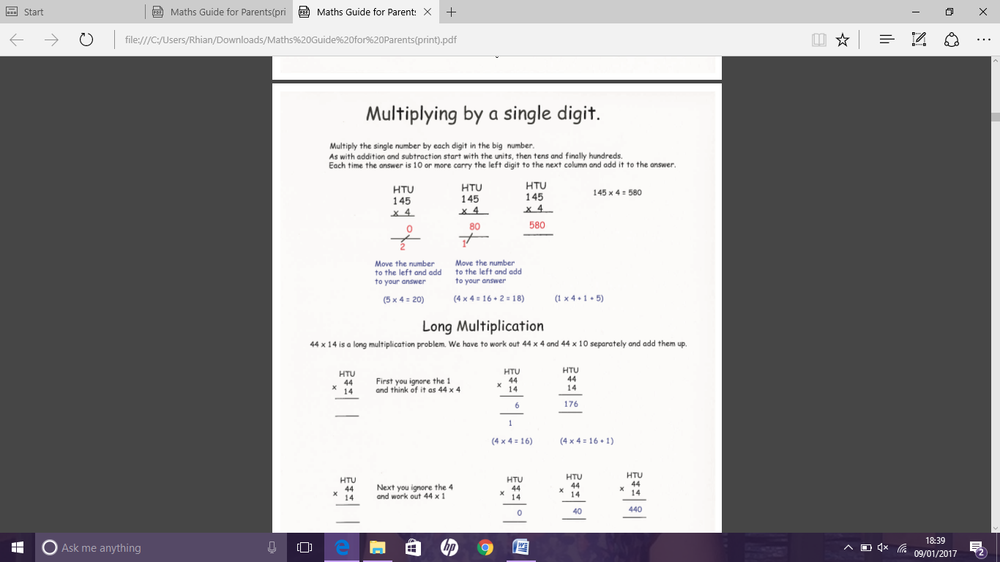 Start
Maths Guide for Parents(pri
Maths Guide for Parents
file:///C:/Users/Rhian/Downloads/Maths%20Guide%20for%20Parents(print).pdf
Multiplying by a single digit.
Multiply the single number by each digit in the big number.
As with addition and subtraction start with the units, then tens and finally hundreds.
Each time the answer is 10 or more carry the left digit to the next column and add it to the answer.
HTU HTU HTU
145 145 145 145 x 4 = 580
x 4 x 4 x 4
0 80 580
2 1
Move the number Move the number
to the left and add to the left and add
to your answer to your answer
(5 x 4 = 20) (4 x 4 = 16 + 2 = 18) (1 x 4 + 1 + 5)
Long Multiplication
44 x 14 is a long multiplication problem. We have to work out 44 x 4 and 44 x 10 separately and add them up.
HTU HTU HTU
44 First you ignore the 1 44 44
x 14 and think of it as 44 x 4 x 14 14
6 176
1
(4 x 4 = 16) (4 x 4 = 16 + 1)
HTU HTU HTU HTU
44 Next you ignore the 4 44 44 44
x 14 and work out 44 x 1 x 14 x 14 x 14
0 40 440
Ask me anything
hp
18:39
09/01/2017
2